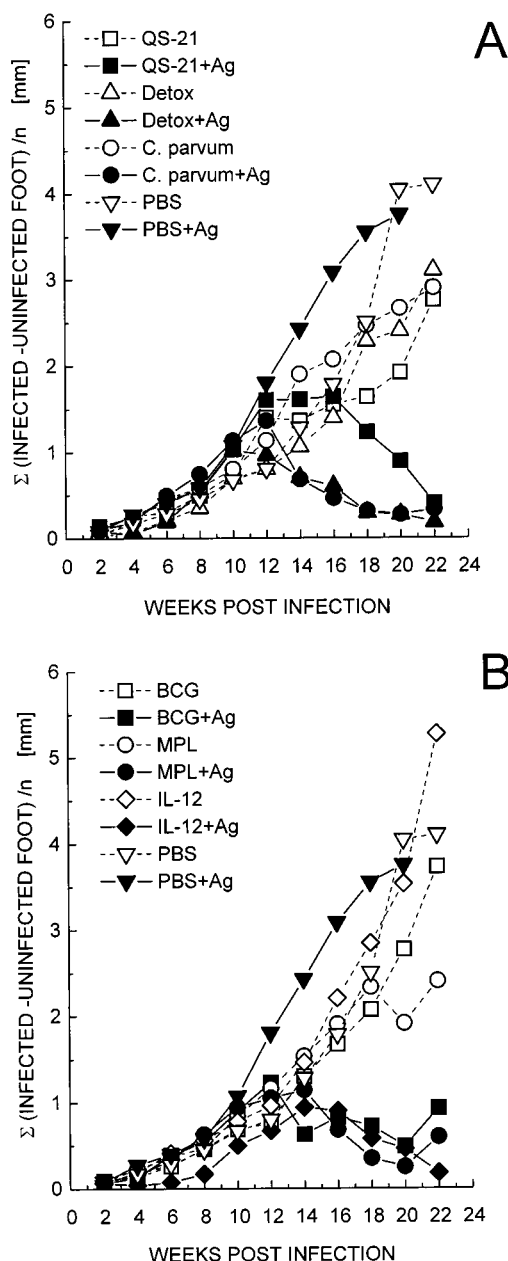 A
6
5
4
3
2
1
0
Σ (INFECTED -UNINFECTED FOOT) /n [mm]
QS-21
QS-21+Ag
Detox
Detox+Ag
C. parvum
C. parvum+Ag
PBS
PBS+Ag
0 2 4 6 8 10 12 14 16 18 20 22 24
WEEKS POST INFECTION
B
6
5
4
3
2
1
0
Σ (INFECTED -UNINFECTED FOOT) /n [mm]
BCG
BCG+Ag
MPL
MPL+Ag
IL-12
IL-12+Ag
PBS
PBS+Ag
0 2 4 6 8 10 12 14 16 18 20 22 24
WEEKS POST INFECTION